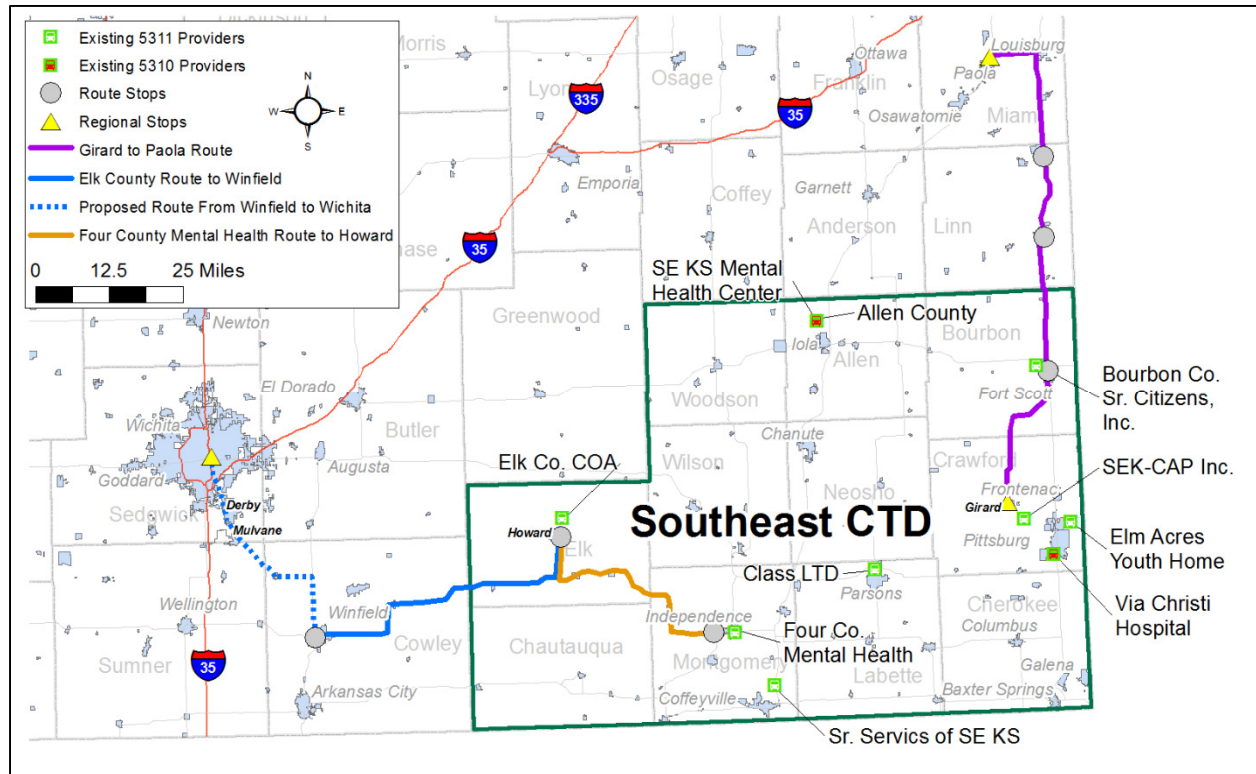 Existing 5311 Providers
Existing 5310 Providers
Route Stops
Regional Stops
Girard to Paola Route
Elk County Route to Winfield
Proposed Route From Winfield to Wichita
Four County Mental Health Route to Howard
0 12.5 25 Miles
N
W E
S
Morris
Lyon
335
Osage
Ottawa
Franklin
35
Louisburg
Paola
Osawatomie
Miami
Emporia
Coffey
Garnett
Anderson
Linn
35
SE KS Mental
Health Center
Allen County
Iola
Allen
Bourbon
Fort Scott
Bourbon Co.
Sr. Citizens,
Inc.
Newton
Greenwood
El Dorado
Butler
Wichita
Augusta
Goddard
Sedgwick
Derby
Mulvane
Woodson
Chanute
Wilson
Neosho
Crawford
Elk Co. COA
Howard
Elk
Southeast CTD
Frontenac
Girard
Pittsburg
SEK-CAP Inc.
Elm Acres
Youth Home
Via Christi
Hospital
Class LTD
Parsons
Cherokee
Columbus
Wellington
Winfield
Cowley
Sumner
35
Arkansas City
Chautauqua
Independence
Four Co.
Mental Health
Montgomery
Labette
Coffeyville
Galena
Baxter Springs
Sr. Servics of SE KS